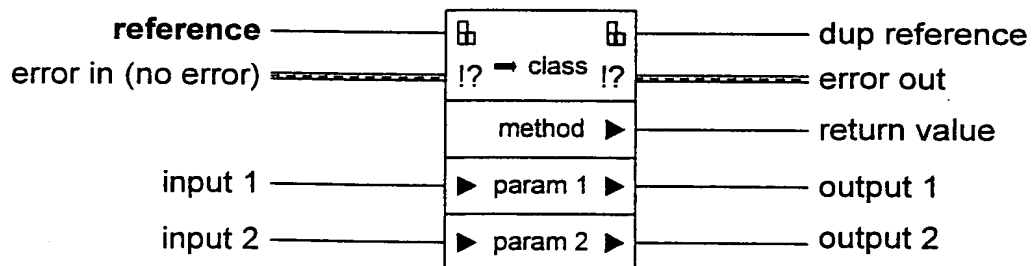 reference
dup reference
error in (no error)
!? ➡ class !?
error out
method ▶
return value
input 1
▶ param 1 ▶
output 1
input 2
▶ param 2 ▶
output 2